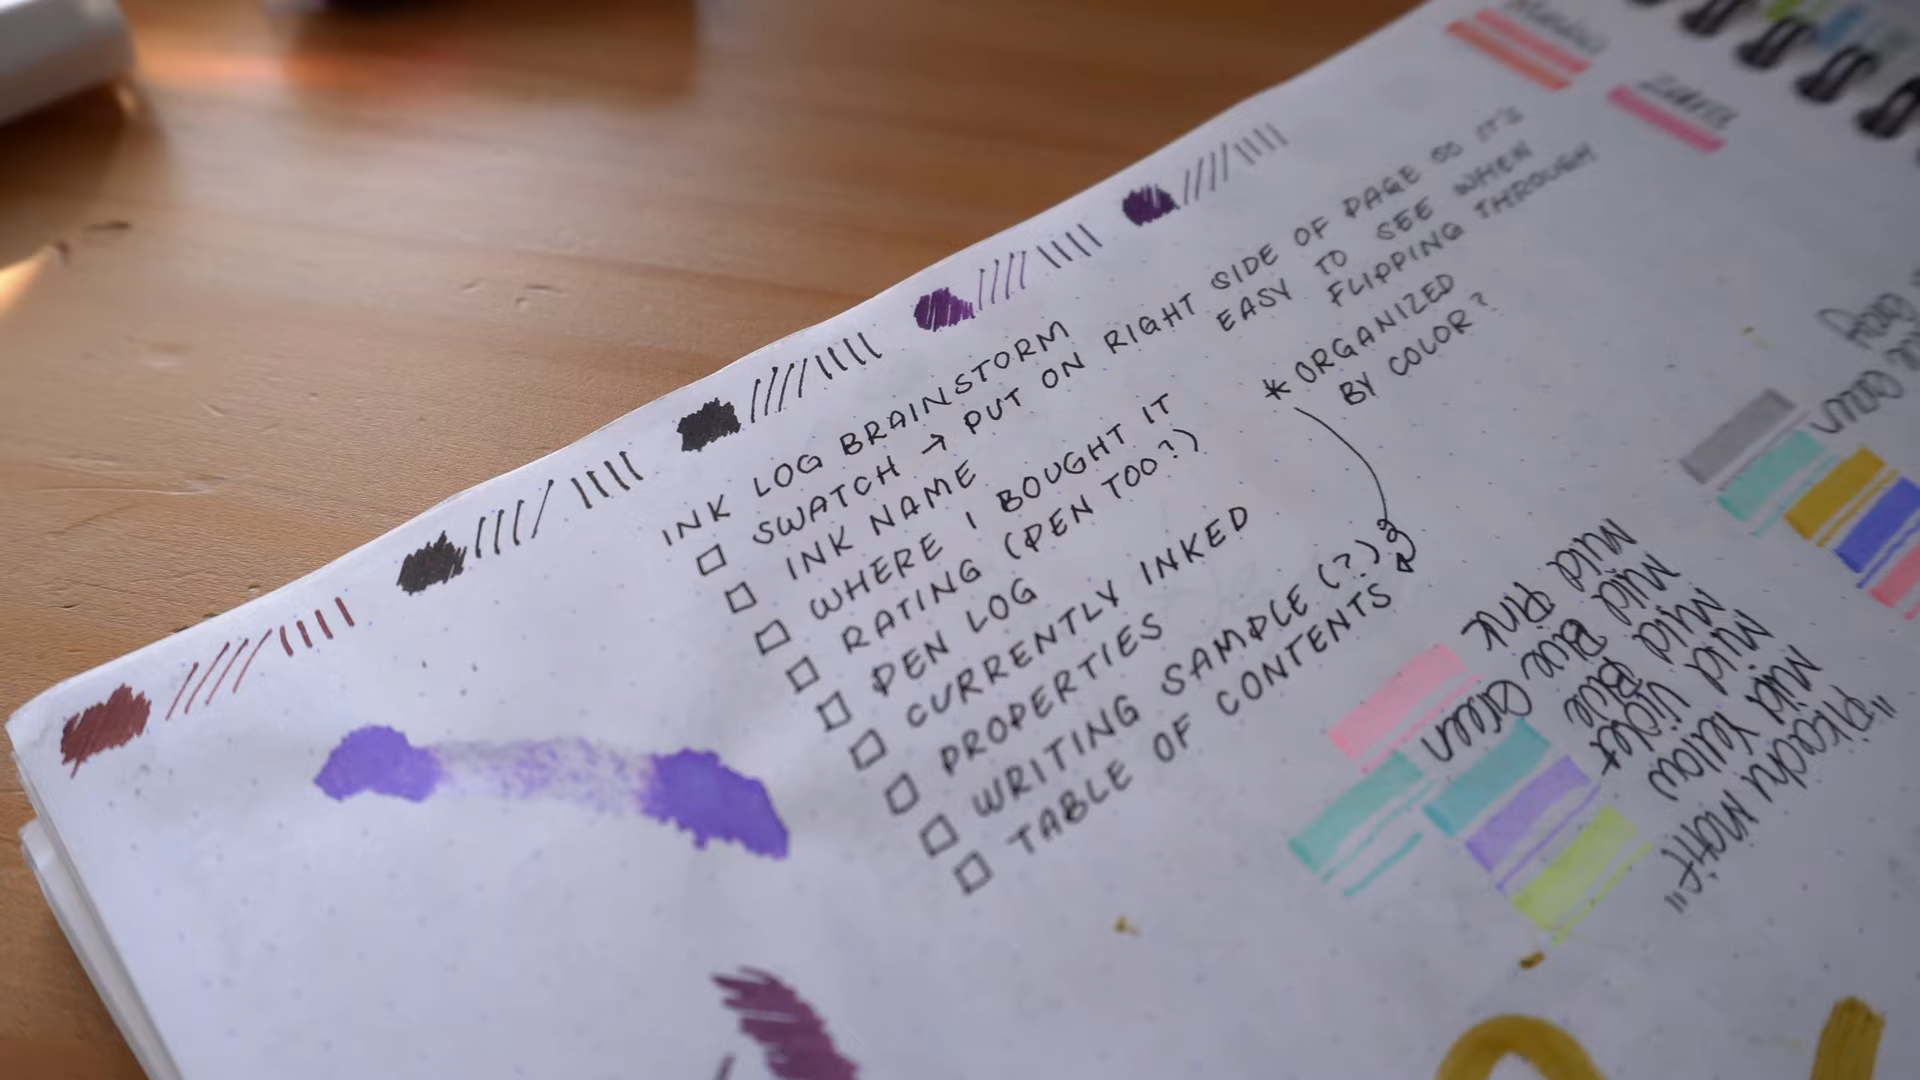 INK LOG BRAINSTORM
SWATCH → PUT ON RIGHT SIDE OF PAGE SO IT'S
EASY TO SEE WHEN
FLIPPING THROUGH
INK NAME
WHERE I BOUGHT IT
RATING (PEN TOO?)
PEN LOG
CURRENTLY INKED
PROPERTIES
WRITING SAMPLE (?)
TABLE OF CONTENTS
* ORGANIZED
BY COLOR?
Mild Pink
Mild Blue Green
Mild Blue
Mild Violet
Mild Yellow